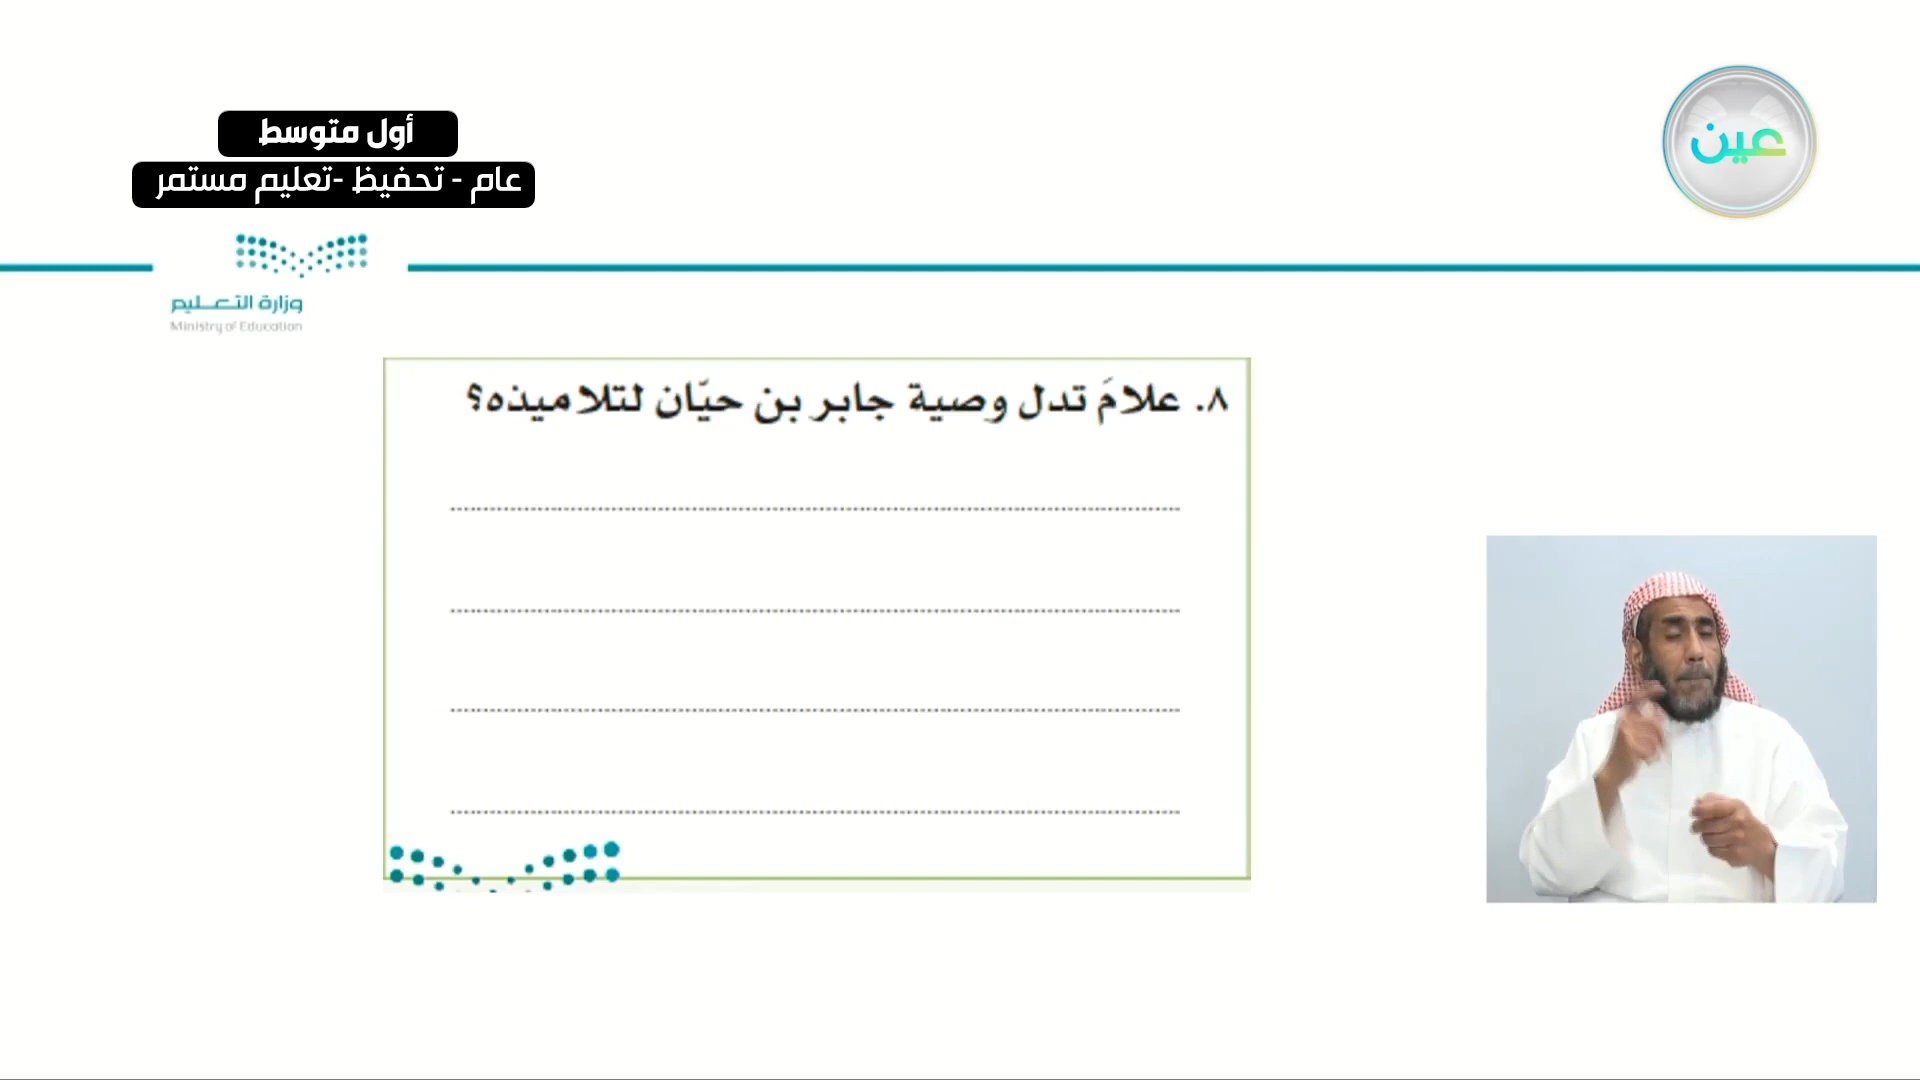 أول متوسط
عام - تحفيظ -تعليم مستمر
عين
وزارة التعليم
Ministry of Education
٨. علامَ تدل وصية جابر بن حيّان لتلاميذه؟